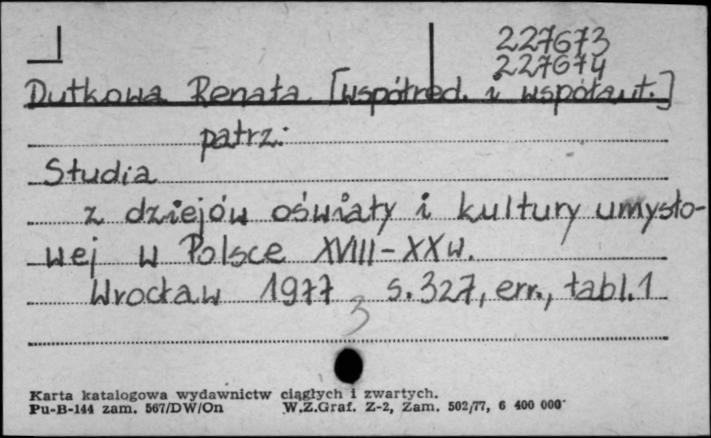 227673
227674
Dutkowa Renata [współred. i współaut.]
patrz:
Studia
z dziejów oświaty i kultury umysło-
wej w Polsce XVIII-XXw.
Wrocław 1977 s. 327, err., tabl. 1
3
Karta katalogowa wydawnictw ciągłych i zwartych.
Pu-B-144 zam. 567/DW/On W.Z.Graf. Z-2, Zam. 502/77, 6 400 000